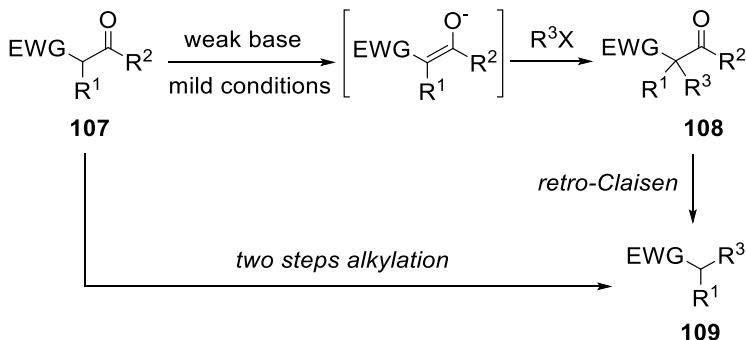 EWG O R¹ R²
107
weak base
mild conditions
EWG O⁻ R² R¹
R³X
EWG O R² R¹ R³
108
retro-Claisen
two steps alkylation
EWG R³ R¹
109